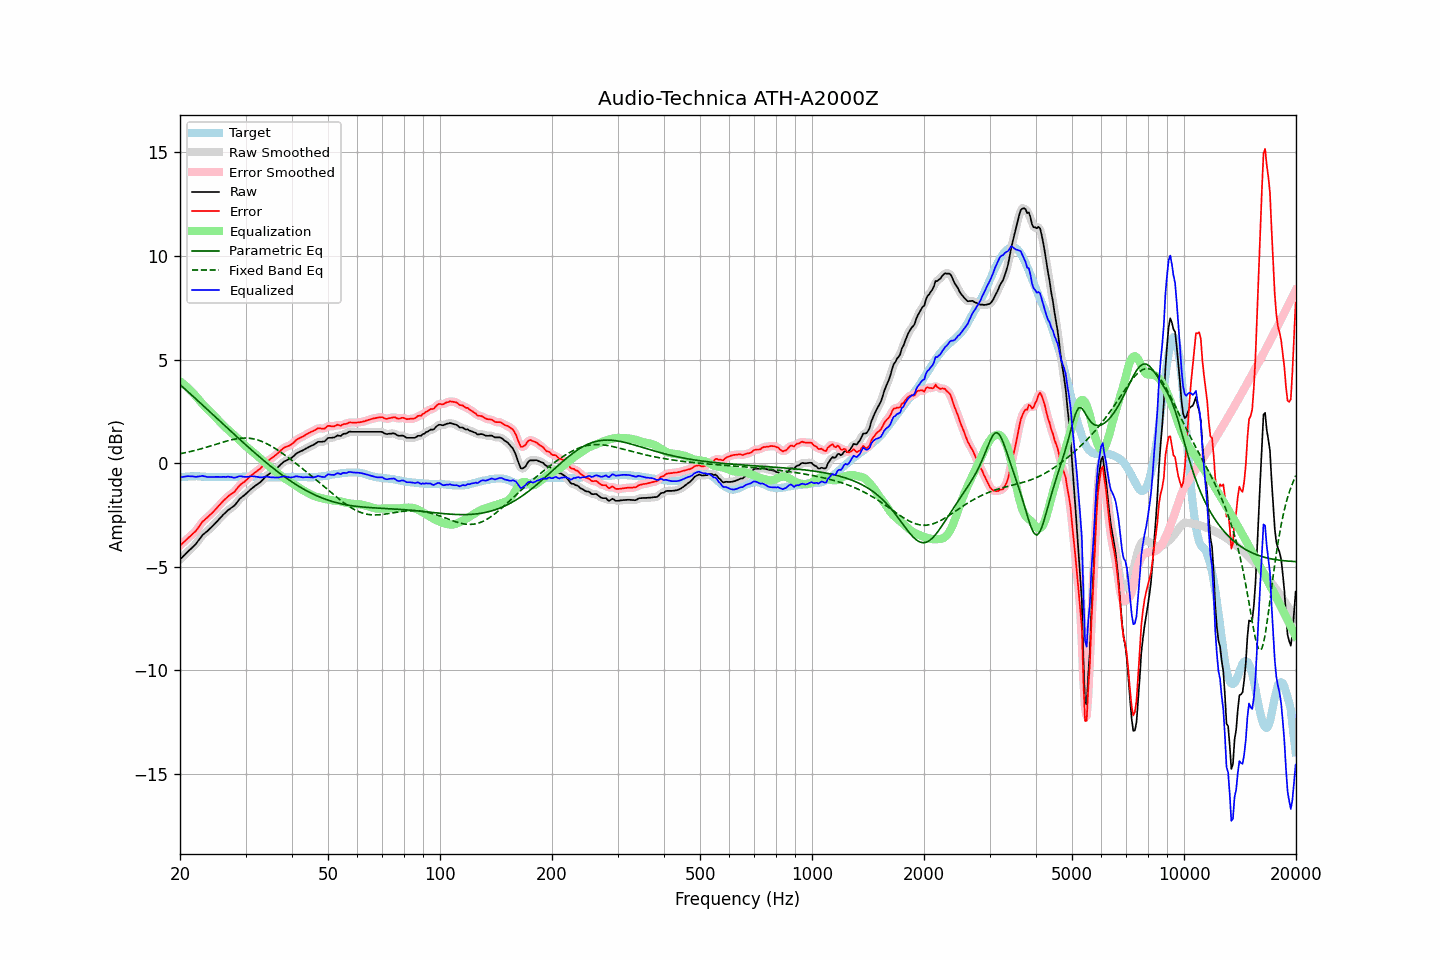 Audio-Technica ATH-A2000Z
Target
Raw Smoothed
Error Smoothed
Raw
Error
Equalization
Parametric Eq
Fixed Band Eq
Equalized
Amplitude (dBr)
15
10
5
0
−5
−10
−15
20 50 100 200 500 1000 2000 5000 10000 20000
Frequency (Hz)